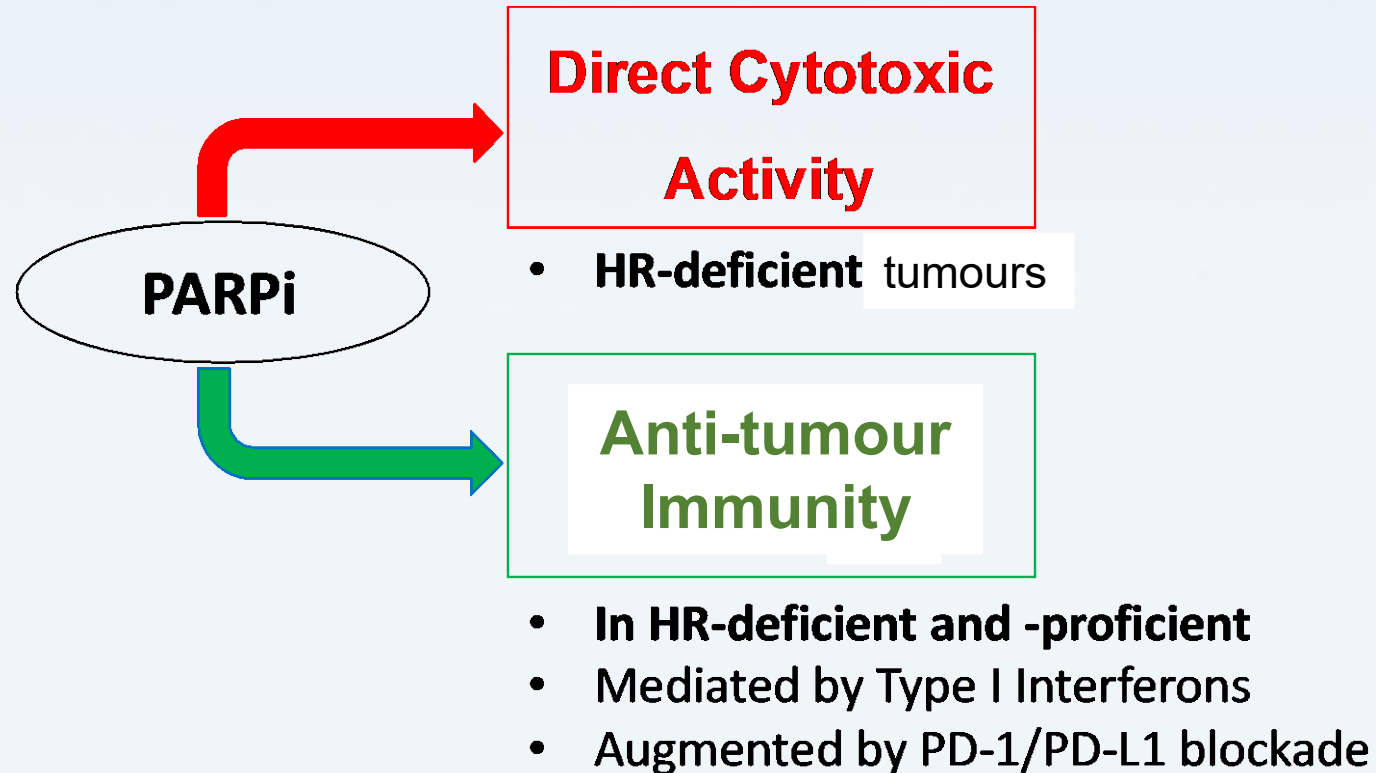 Direct Cytotoxic
Activity
PARPi
• HR-deficient tumours
Anti-tumour
Immunity
• In HR-deficient and -proficient
• Mediated by Type I Interferons
• Augmented by PD-1/PD-L1 blockade